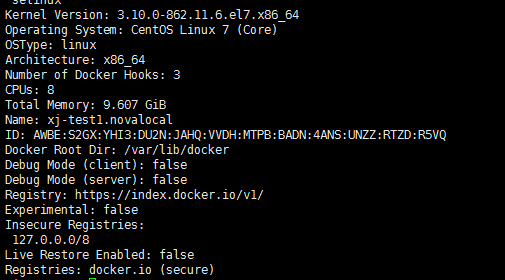 selinux
Kernel Version: 3.10.0-862.11.6.el7.x86_64
Operating System: CentOS Linux 7 (Core)
OSType: linux
Architecture: x86_64
Number of Docker Hooks: 3
CPUs: 8
Total Memory: 9.607 GiB
Name: xj-test1.novalocal
ID: AWBE:S2GX:YHI3:DU2N:JAHQ:VVDH:MTPB:BADN:4ANS:UNZZ:RTZD:R5VQ
Docker Root Dir: /var/lib/docker
Debug Mode (client): false
Debug Mode (server): false
Registry: https://index.docker.io/v1/
Experimental: false
Insecure Registries:
127.0.0.0/8
Live Restore Enabled: false
Registries: docker.io (secure)